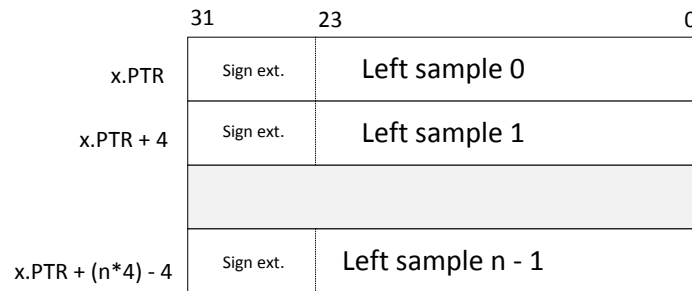 31 23 0
x.PTR Sign ext. Left sample 0
x.PTR + 4 Sign ext. Left sample 1
x.PTR + (n*4) - 4 Sign ext. Left sample n - 1